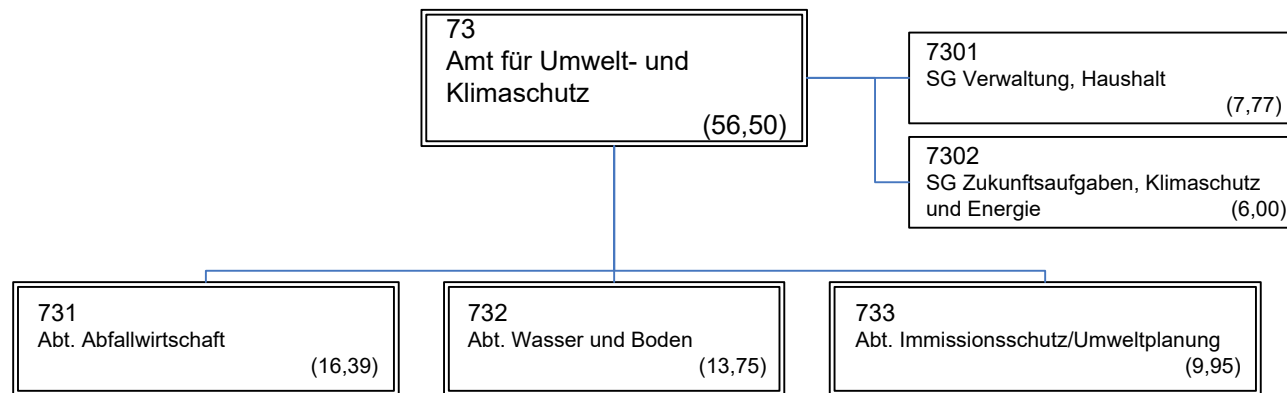 73
Amt für Umwelt- und
Klimaschutz
(56,50)
7301
SG Verwaltung, Haushalt
(7,77)
7302
SG Zukunftsaufgaben, Klimaschutz
und Energie (6,00)
731
Abt. Abfallwirtschaft
(16,39)
732
Abt. Wasser und Boden
(13,75)
733
Abt. Immissionsschutz/Umweltplanung
(9,95)